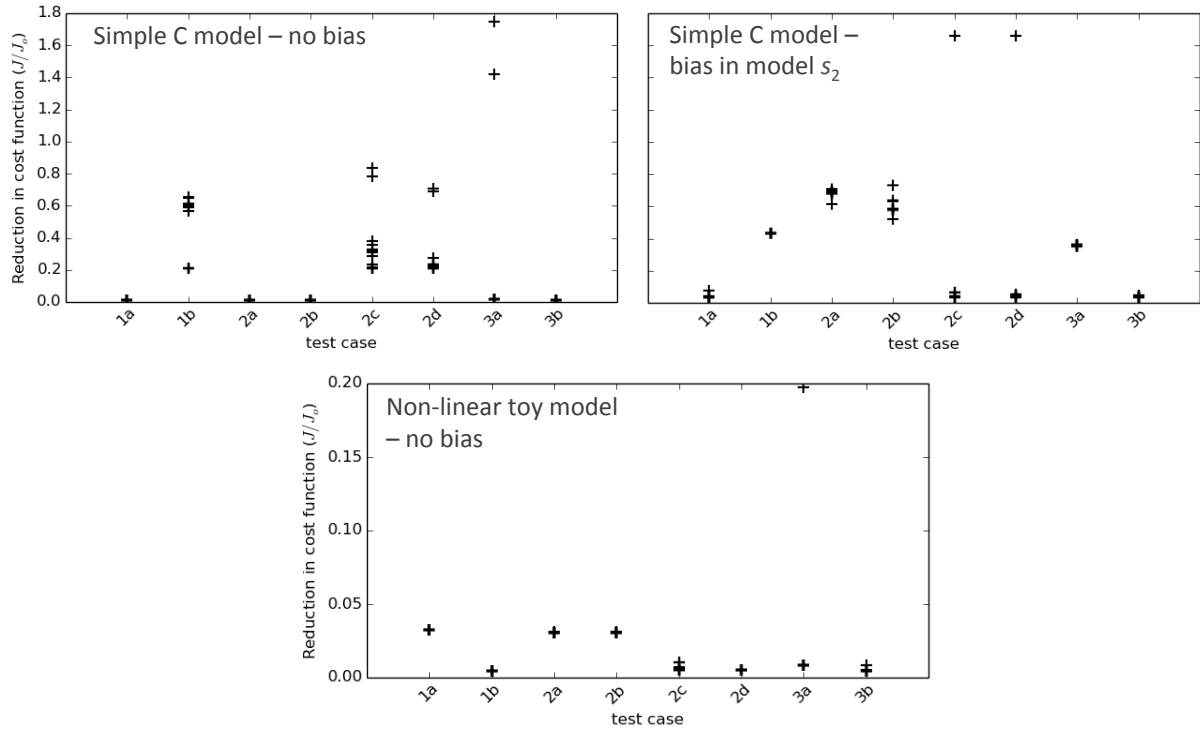 Simple C model – no bias
Reduction in cost function (J/Jo)
1.8
1.6
1.4
1.2
1.0
0.8
0.6
0.4
0.2
0.0
1a 1b 2a 2b 2c 2d 3a 3b
test case
Simple C model –
bias in model s2
1a 1b 2a 2b 2c 2d 3a 3b
test case
Non-linear toy model
– no bias
Reduction in cost function (J/Jo)
0.20
0.15
0.10
0.05
0.00
1a 1b 2a 2b 2c 2d 3a 3b
test case